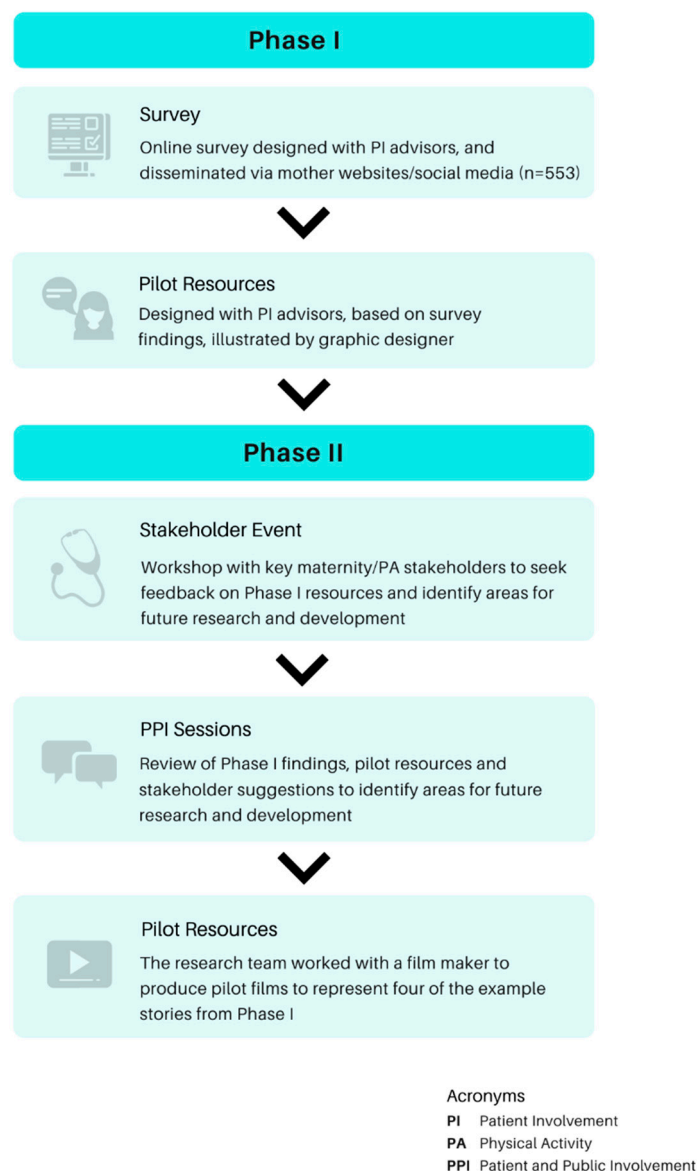 Phase I
Survey
Online survey designed with PI advisors, and
disseminated via mother websites/social media (n=553)
Pilot Resources
Designed with PI advisors, based on survey
findings, illustrated by graphic designer
Phase II
Stakeholder Event
Workshop with key maternity/PA stakeholders to seek
feedback on Phase I resources and identify areas for
future research and development
PPI Sessions
Review of Phase I findings, pilot resources and
stakeholder suggestions to identify areas for future
research and development
Pilot Resources
The research team worked with a film maker to
produce pilot films to represent four of the example
stories from Phase I
Acronyms
PI Patient Involvement
PA Physical Activity
PPI Patient and Public Involvement